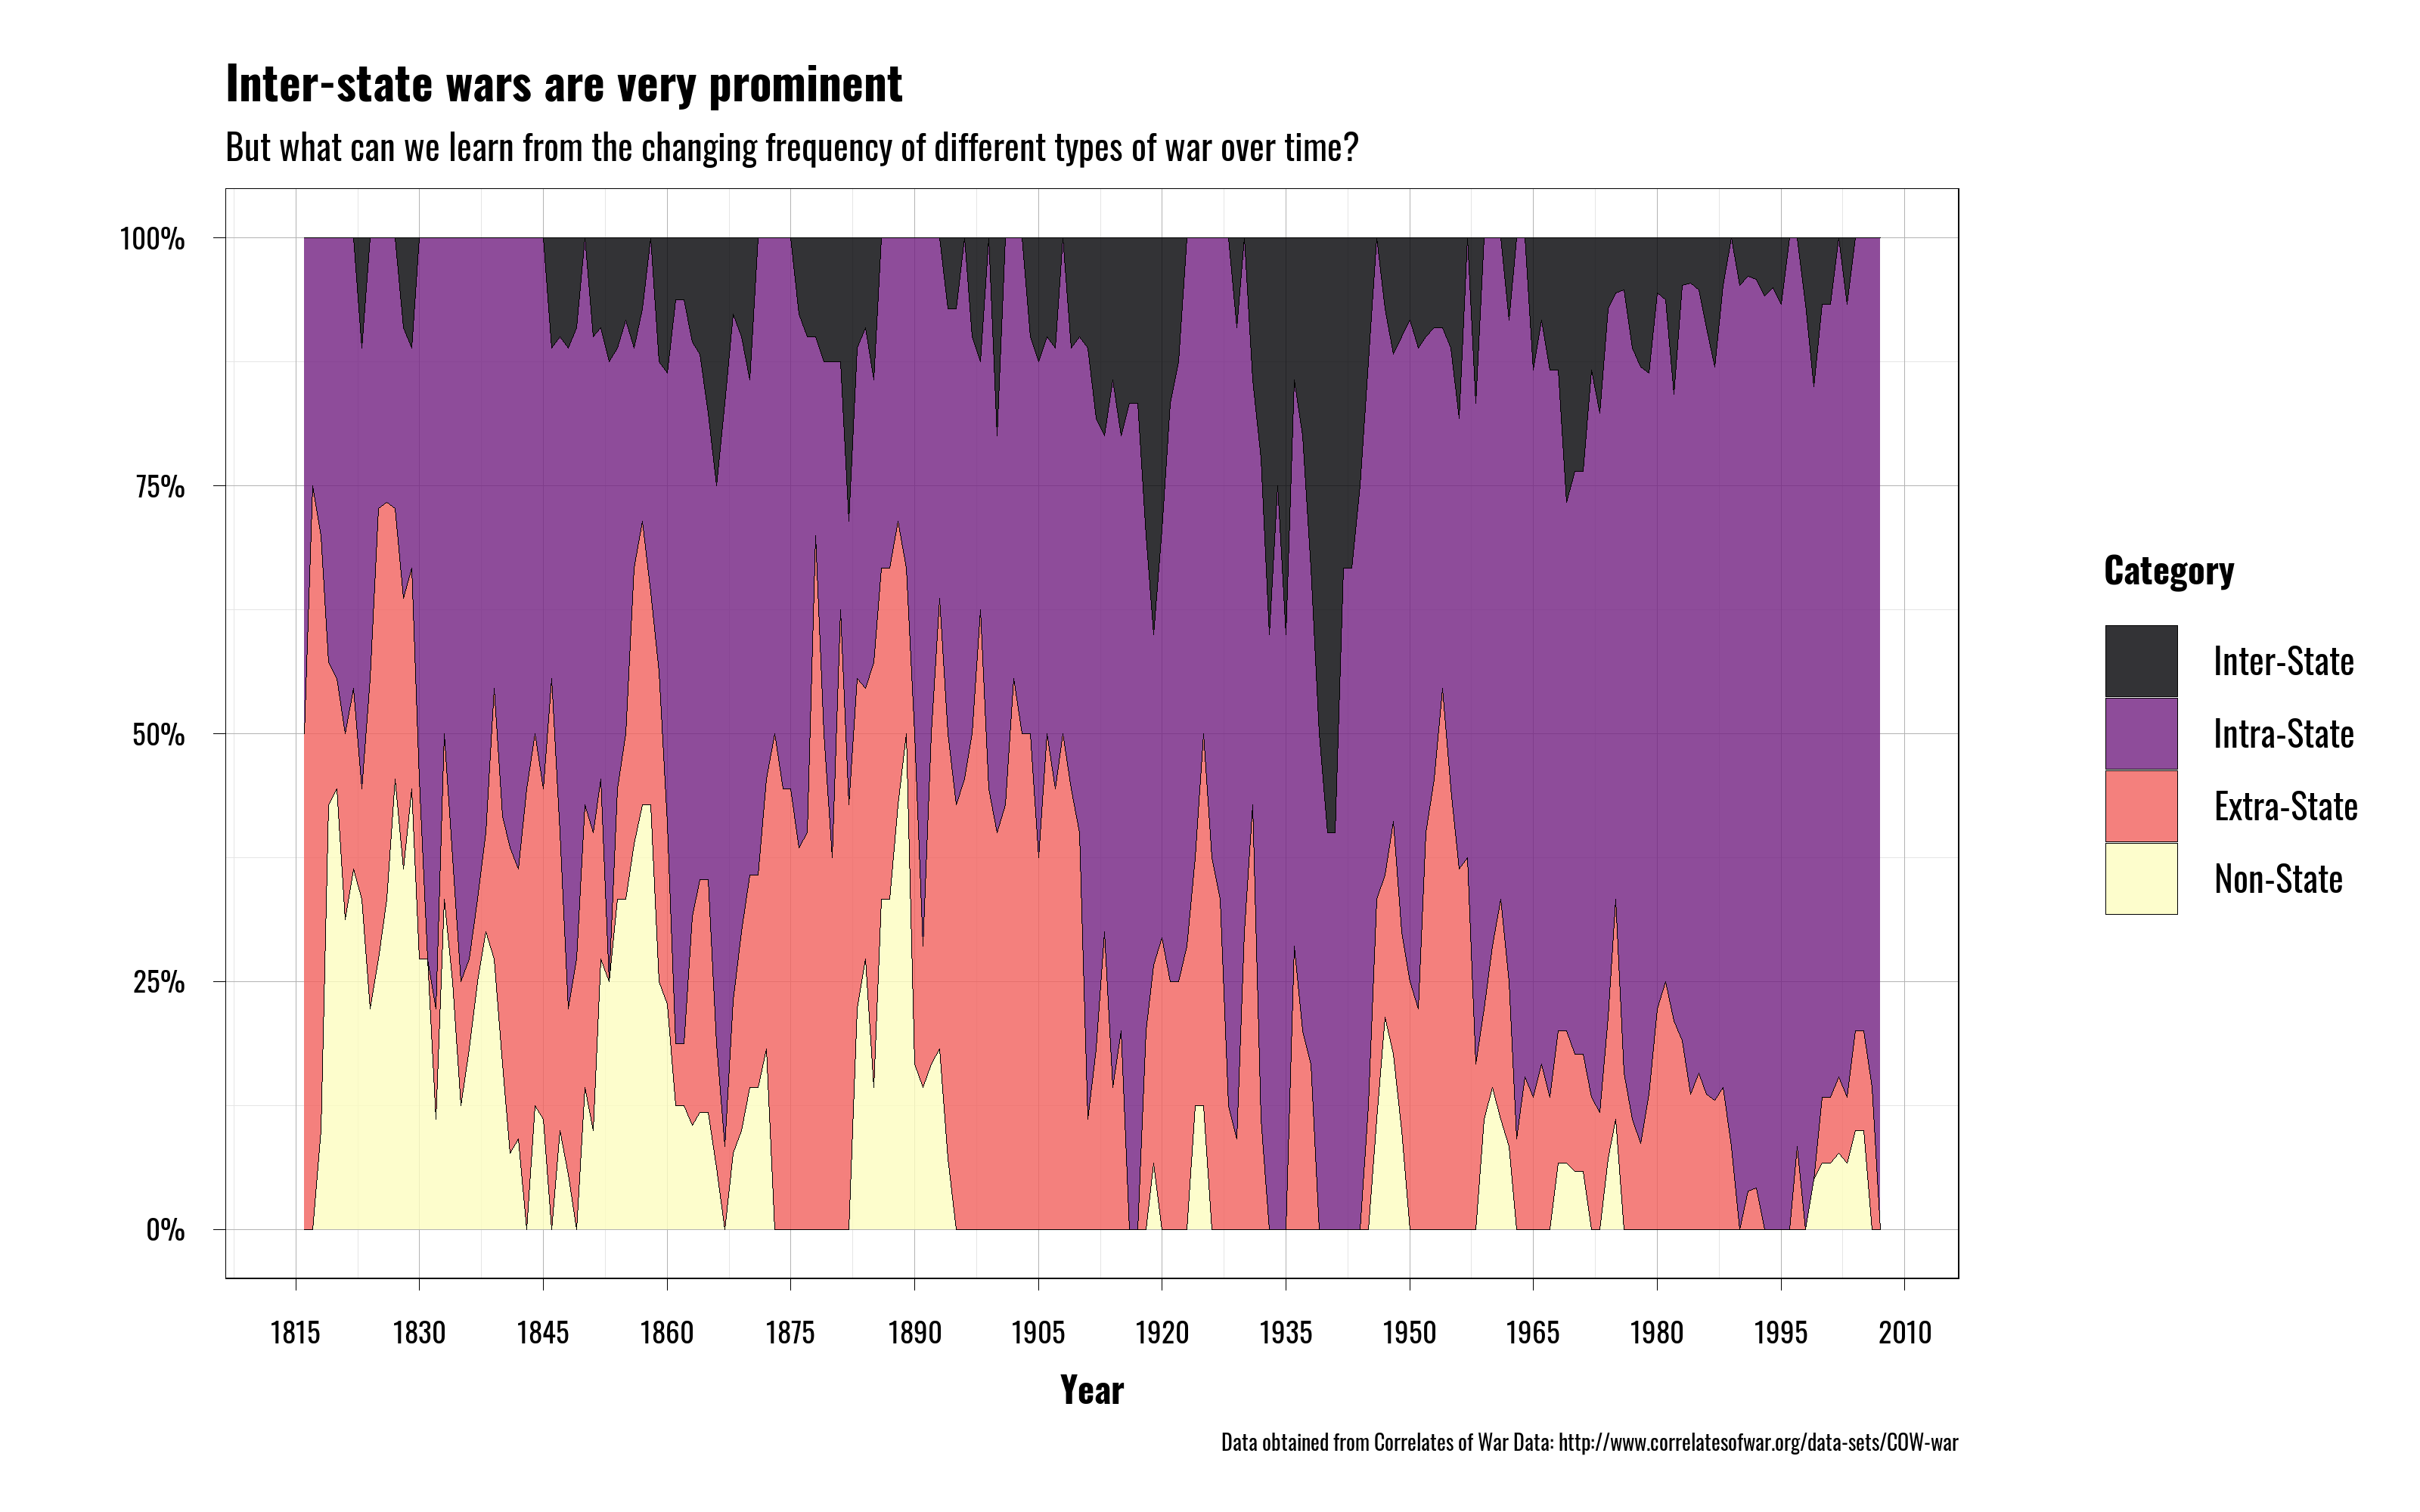 Inter-state wars are very prominent
But what can we learn from the changing frequency of different types of war over time?
100%
75%
50%
25%
0%
1815 1830 1845 1860 1875 1890 1905 1920 1935 1950 1965 1980 1995 2010
Year
Category
Inter-State
Intra-State
Extra-State
Non-State
Data obtained from Correlates of War Data: http://www.correlatesofwar.org/data-sets/COW-war